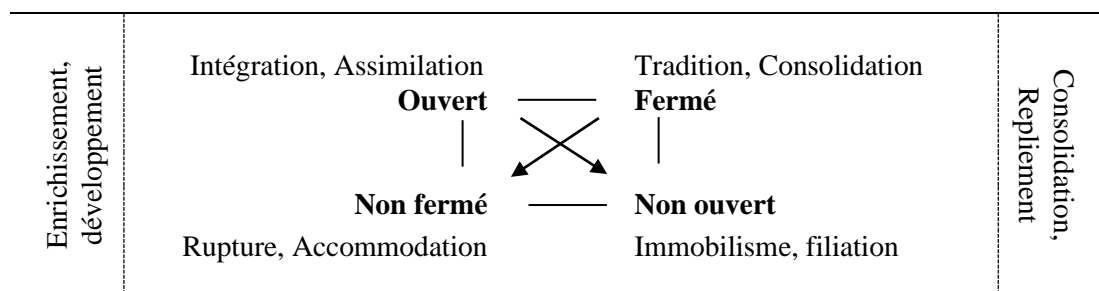 Enrichissement,
développement
Intégration, Assimilation
Ouvert
Tradition, Consolidation
Fermé
Non fermé
Rupture, Accommodation
Non ouvert
Immobilisme, filiation
Consolidation,
Repliement